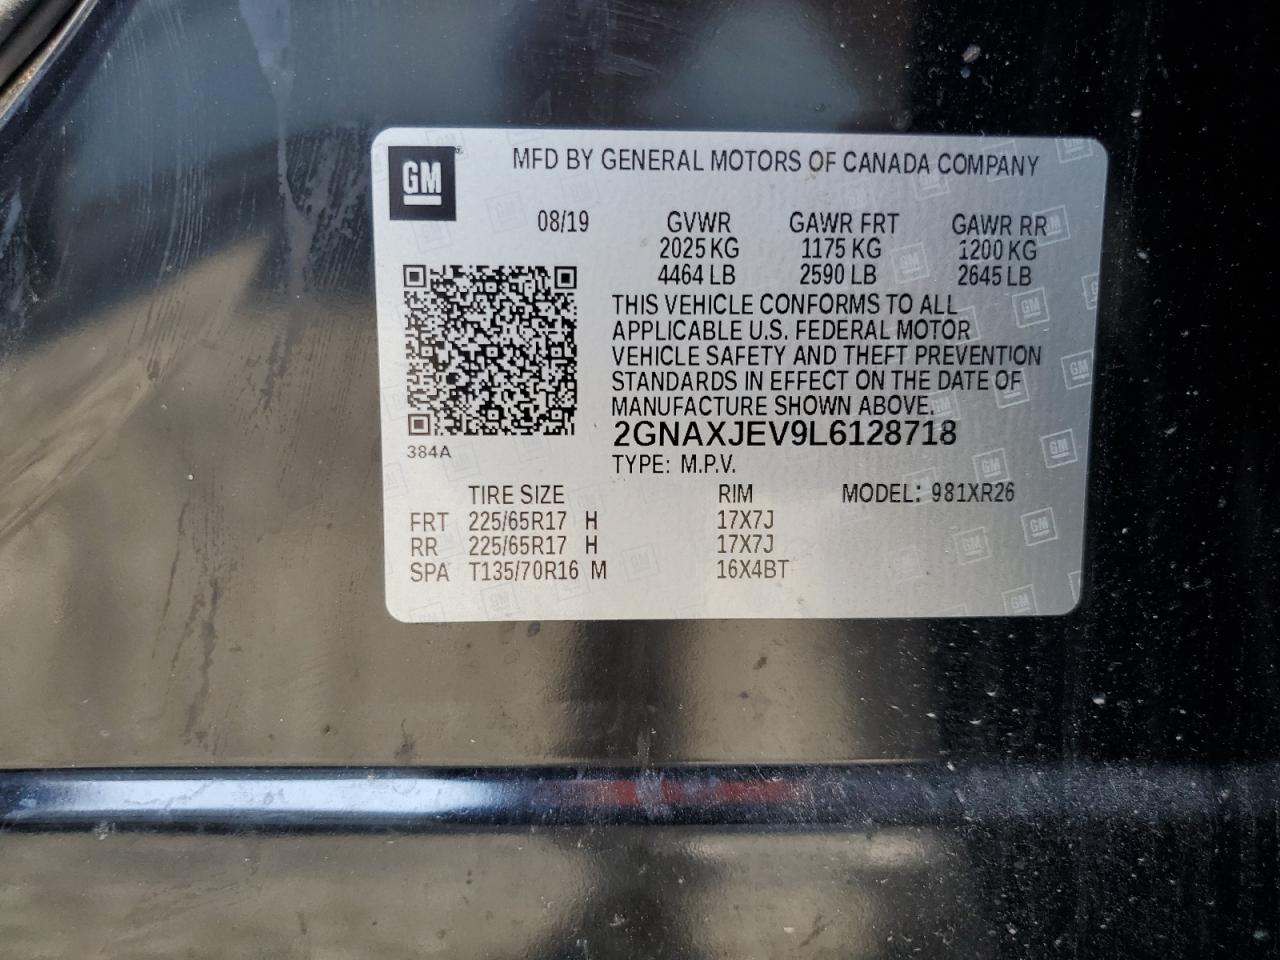 GM
MFD BY GENERAL MOTORS OF CANADA COMPANY
08/19 GVWR GAWR FRT GAWR RR
2025 KG 1175 KG 1200 KG
4464 LB 2590 LB 2645 LB
THIS VEHICLE CONFORMS TO ALL
APPLICABLE U.S. FEDERAL MOTOR
VEHICLE SAFETY AND THEFT PREVENTION
STANDARDS IN EFFECT ON THE DATE OF
MANUFACTURE SHOWN ABOVE.
2GNAXJEV9L6128718
384A
TYPE: M.P.V.
TIRE SIZE RIM MODEL: 981XR26
FRT 225/65R17 H 17X7J
RR 225/65R17 H 17X7J
SPA T135/70R16 M 16X4BT